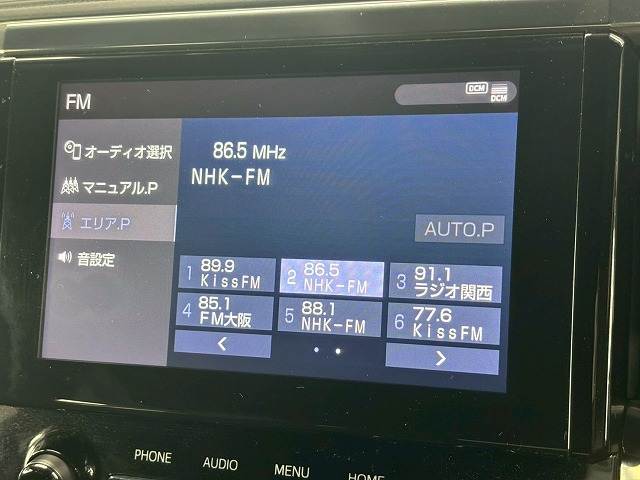 FM
DCM
DCM
オーディオ選択
マニュアル.P
エリア.P
音設定
86.5 MHz
NHK-FM
AUTO.P
1 89.9 KissFM
2 86.5 NHK-FM
3 91.1 ラジオ関西
4 85.1 FM大阪
5 88.1 NHK-FM
6 77.6 KissFM
<
>
PHONE
AUDIO
MENU
HOME